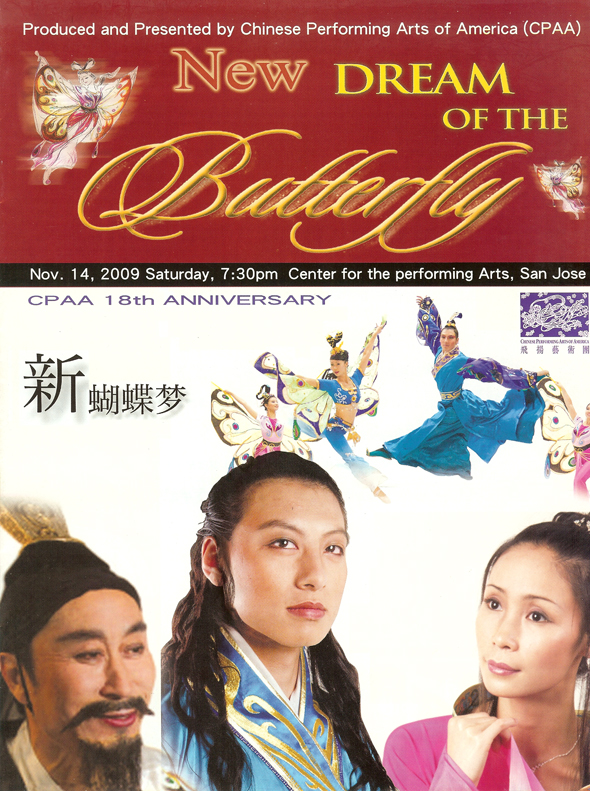 Produced and Presented by Chinese Performing Arts of America (CPAA)
New DREAM
OF THE
Butterfly
Nov. 14, 2009 Saturday, 7:30pm Center for the performing Arts, San Jose
CPAA 18th ANNIVERSARY
CHINESE PERFORMING ARTS OF AMERICA
飛揚藝術團
新蝴蝶梦